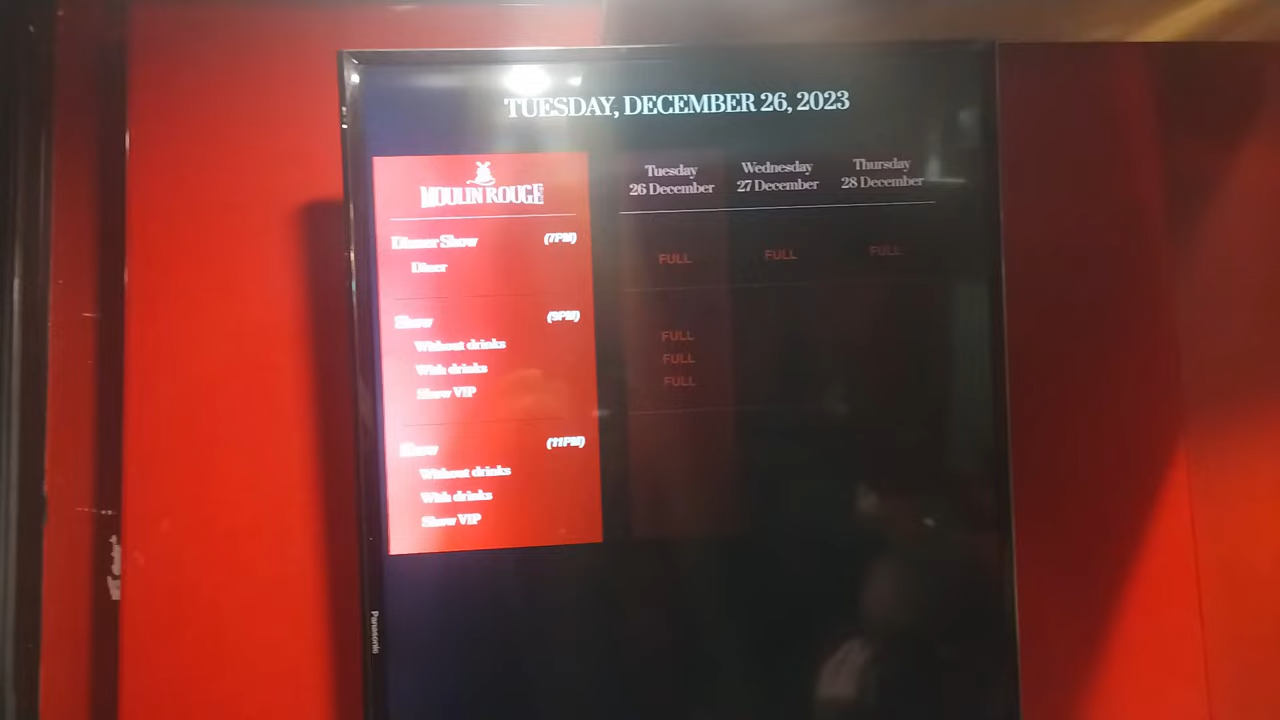 TUESDAY, DECEMBER 26, 2023
MOULIN ROUGE
Tuesday
26 December
Wednesday
27 December
Thursday
28 December
Dinner Show (7PM)
Diner
FULL FULL FULL
Show (9PM)
Without drinks FULL
With drinks FULL
Show VIP FULL
Show (11PM)
Without drinks
With drinks
Show VIP
Panasonic